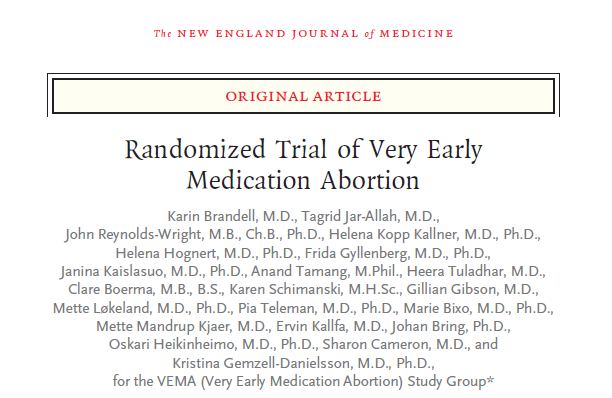 The NEW ENGLAND JOURNAL of MEDICINE
ORIGINAL ARTICLE
Randomized Trial of Very Early
Medication Abortion
Karin Brandell, M.D., Tagrid Jar-Allah, M.D.,
John Reynolds-Wright, M.B., Ch.B., Ph.D., Helena Kopp Kallner, M.D., Ph.D.,
Helena Hognert, M.D., Ph.D., Frida Gyllenberg, M.D., Ph.D.,
Janina Kaislasuo, M.D., Ph.D., Anand Tamang, M.Phil., Heera Tuladhar, M.D.,
Clare Boerma, M.B., B.S., Karen Schimanski, M.H.Sc., Gillian Gibson, M.D.,
Mette Løkeland, M.D., Ph.D., Pia Teleman, M.D., Ph.D., Marie Bixo, M.D., Ph.D.,
Mette Mandrup Kjaer, M.D., Ervin Kallfa, M.D., Johan Bring, Ph.D.,
Oskari Heikinheimo, M.D., Ph.D., Sharon Cameron, M.D., and
Kristina Gemzell-Danielsson, M.D., Ph.D.,
for the VEMA (Very Early Medication Abortion) Study Group*